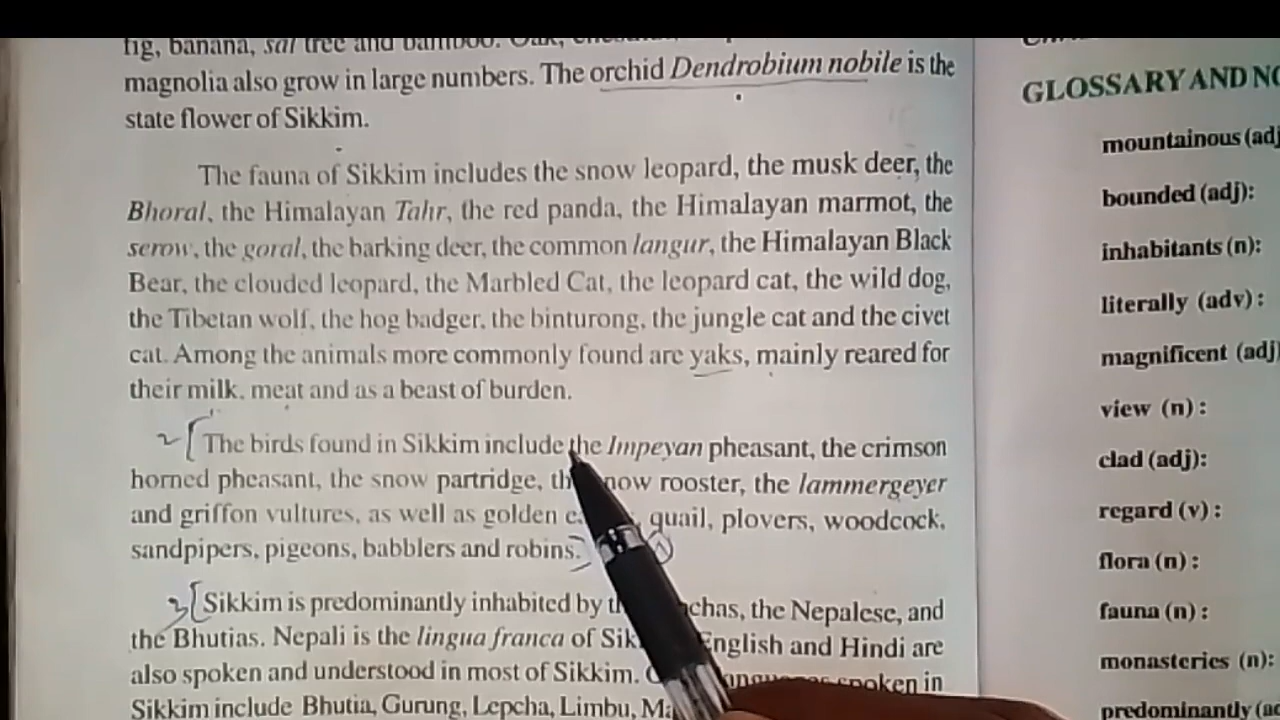 fig, banana, sal tree and bamboo. Oak,
magnolia also grow in large numbers. The orchid Dendrobium nobile is the
state flower of Sikkim.
The fauna of Sikkim includes the snow leopard, the musk deer, the
Bhoral, the Himalayan Tahr, the red panda, the Himalayan marmot, the
serow, the goral, the barking deer, the common langur, the Himalayan Black
Bear, the clouded leopard, the Marbled Cat, the leopard cat, the wild dog,
the Tibetan wolf, the hog badger, the binturong, the jungle cat and the civet
cat. Among the animals more commonly found are yaks, mainly reared for
their milk, meat and as a beast of burden.
2 [The birds found in Sikkim include the Impeyan pheasant, the crimson
horned pheasant, the snow partridge, rooster, the lammergeyer
and griffon vultures, as well as golden quail, plovers, woodcock,
sandpipers, pigeons, babblers and robins.]
3 [Sikkim is predominantly inhabited by the Nepalese, and
the Bhutias. Nepali is the lingua franca of English and Hindi are
also spoken and understood in most of Sikkim. spoken in
Sikkim include Bhutia, Gurung, Lepcha, Limbu,
GLOSSARY AND
mountainous (adj
bounded (adj):
inhabitants (n):
literally (adv) :
magnificent (adj
view (n) :
clad (adj):
regard (v) :
flora (n) :
fauna (n) :
monasteries (n):
predominantly